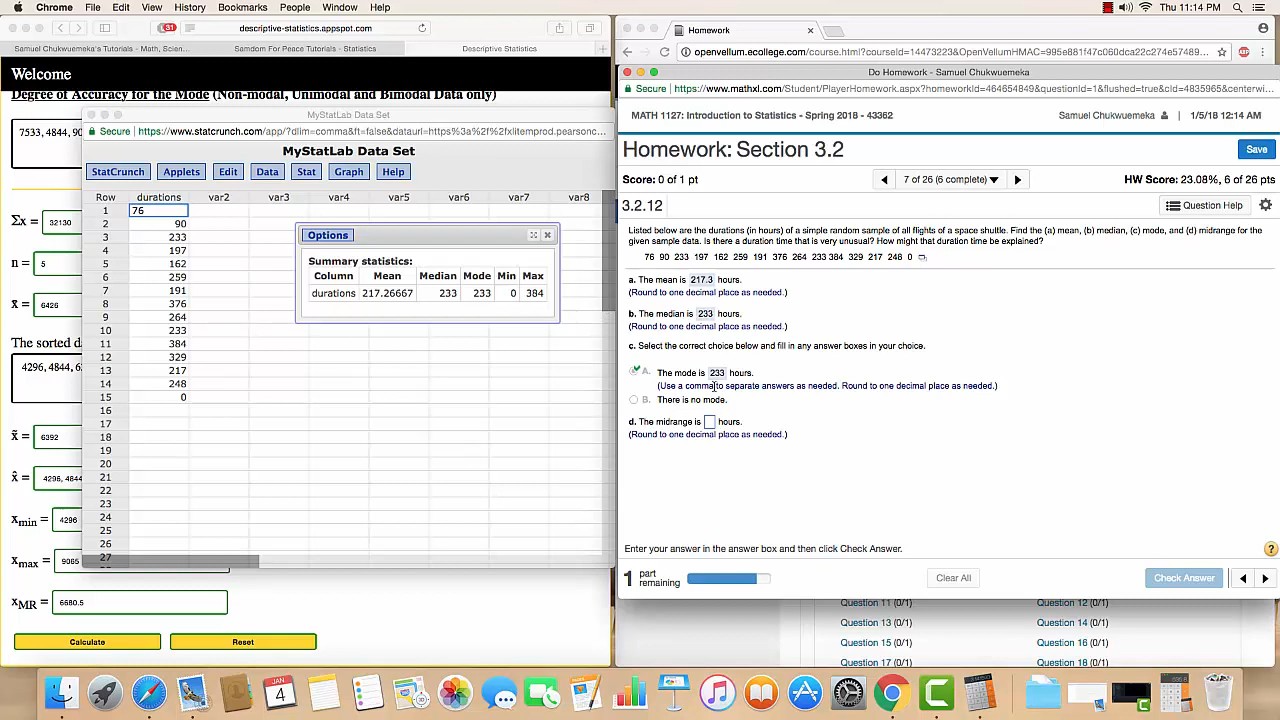 Chrome File Edit View History Bookmarks People Window Help Thu 11:14 PM
31 descriptive-statistics.appspot.com
Samuel Chukwuemeka's Tutorials - Math, Scien... Samdom For Peace Tutorials - Statistics Descriptive Statistics
Welcome
Degree of Accuracy for the Mode (Non-modal, Unimodal and Bimodal Data only)
7533, 4844, 90
Σx = 32130
n = 5
x̄ = 6426
The sorted d
4296, 4844, 6
x̃ = 6392
x̂ = 4296, 4844
xmin = 4296
xmax = 9065
xMR = 6680.5
Calculate Reset
MyStatLab Data Set
Secure https://www.statcrunch.com/app/?dlim=comma&ft=false&dataurl=https%3a%2f%2fxlitemprod.pearsonc...
MyStatLab Data Set
StatCrunch Applets Edit Data Stat Graph Help
Row durations var2 var3 var4 var5 var6 var7 var8
1 76
2 90
3 233
4 197
5 162
6 259
7 191
8 376
9 264
10 233
11 384
12 329
13 217
14 248
15 0
16
17
18
19
20
21
22
23
24
25
26
27
Options
Summary statistics:
Column Mean Median Mode Min Max
durations 217.26667 233 233 0 384
Homework
openvellum.ecollege.com/course.html?courseId=14473223&OpenVellumHMAC=995e881f47c060dca22c274e57489...
Do Homework - Samuel Chukwuemeka
Secure https://www.mathxl.com/Student/PlayerHomework.aspx?homeworkId=464654849&questionId=1&flushed=true&cId=4835965&centerwi...
MATH 1127: Introduction to Statistics - Spring 2018 - 43362 Samuel Chukwuemeka 1/5/18 12:14 AM
Homework: Section 3.2 Save
Score: 0 of 1 pt 7 of 26 (6 complete) HW Score: 23.08%, 6 of 26 pts
3.2.12 Question Help
Listed below are the durations (in hours) of a simple random sample of all flights of a space shuttle. Find the (a) mean, (b) median, (c) mode, and (d) midrange for the
given sample data. Is there a duration time that is very unusual? How might that duration time be explained?
76 90 233 197 162 259 191 376 264 233 384 329 217 248 0
a. The mean is 217.3 hours.
(Round to one decimal place as needed.)
b. The median is 233 hours.
(Round to one decimal place as needed.)
c. Select the correct choice below and fill in any answer boxes in your choice.
A. The mode is 233 hours.
(Use a comma to separate answers as needed. Round to one decimal place as needed.)
B. There is no mode.
d. The midrange is hours.
(Round to one decimal place as needed.)
Enter your answer in the answer box and then click Check Answer.
?
1 part remaining Clear All Check Answer
Question 11 (0/1) Question 12 (0/1)
Question 13 (0/1) Question 14 (0/1)
Question 15 (0/1) Question 16 (0/1)
Question 17 (0/1) Question 18 (0/1)
JAN
4